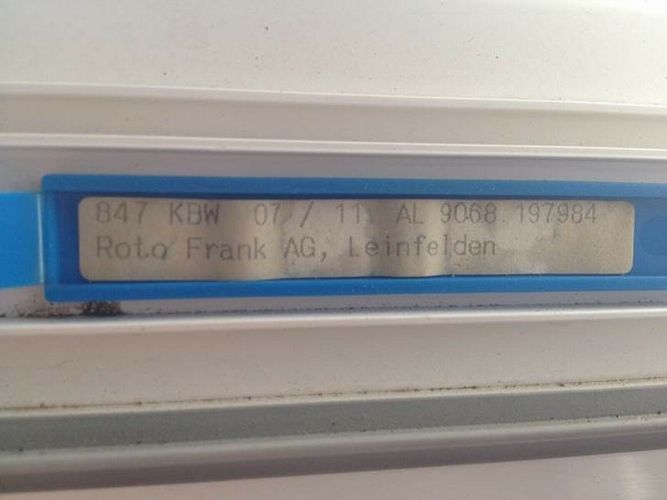 847 KBW 07 / 11 AL 9068 197984
Roto Frank AG, Leinfelden